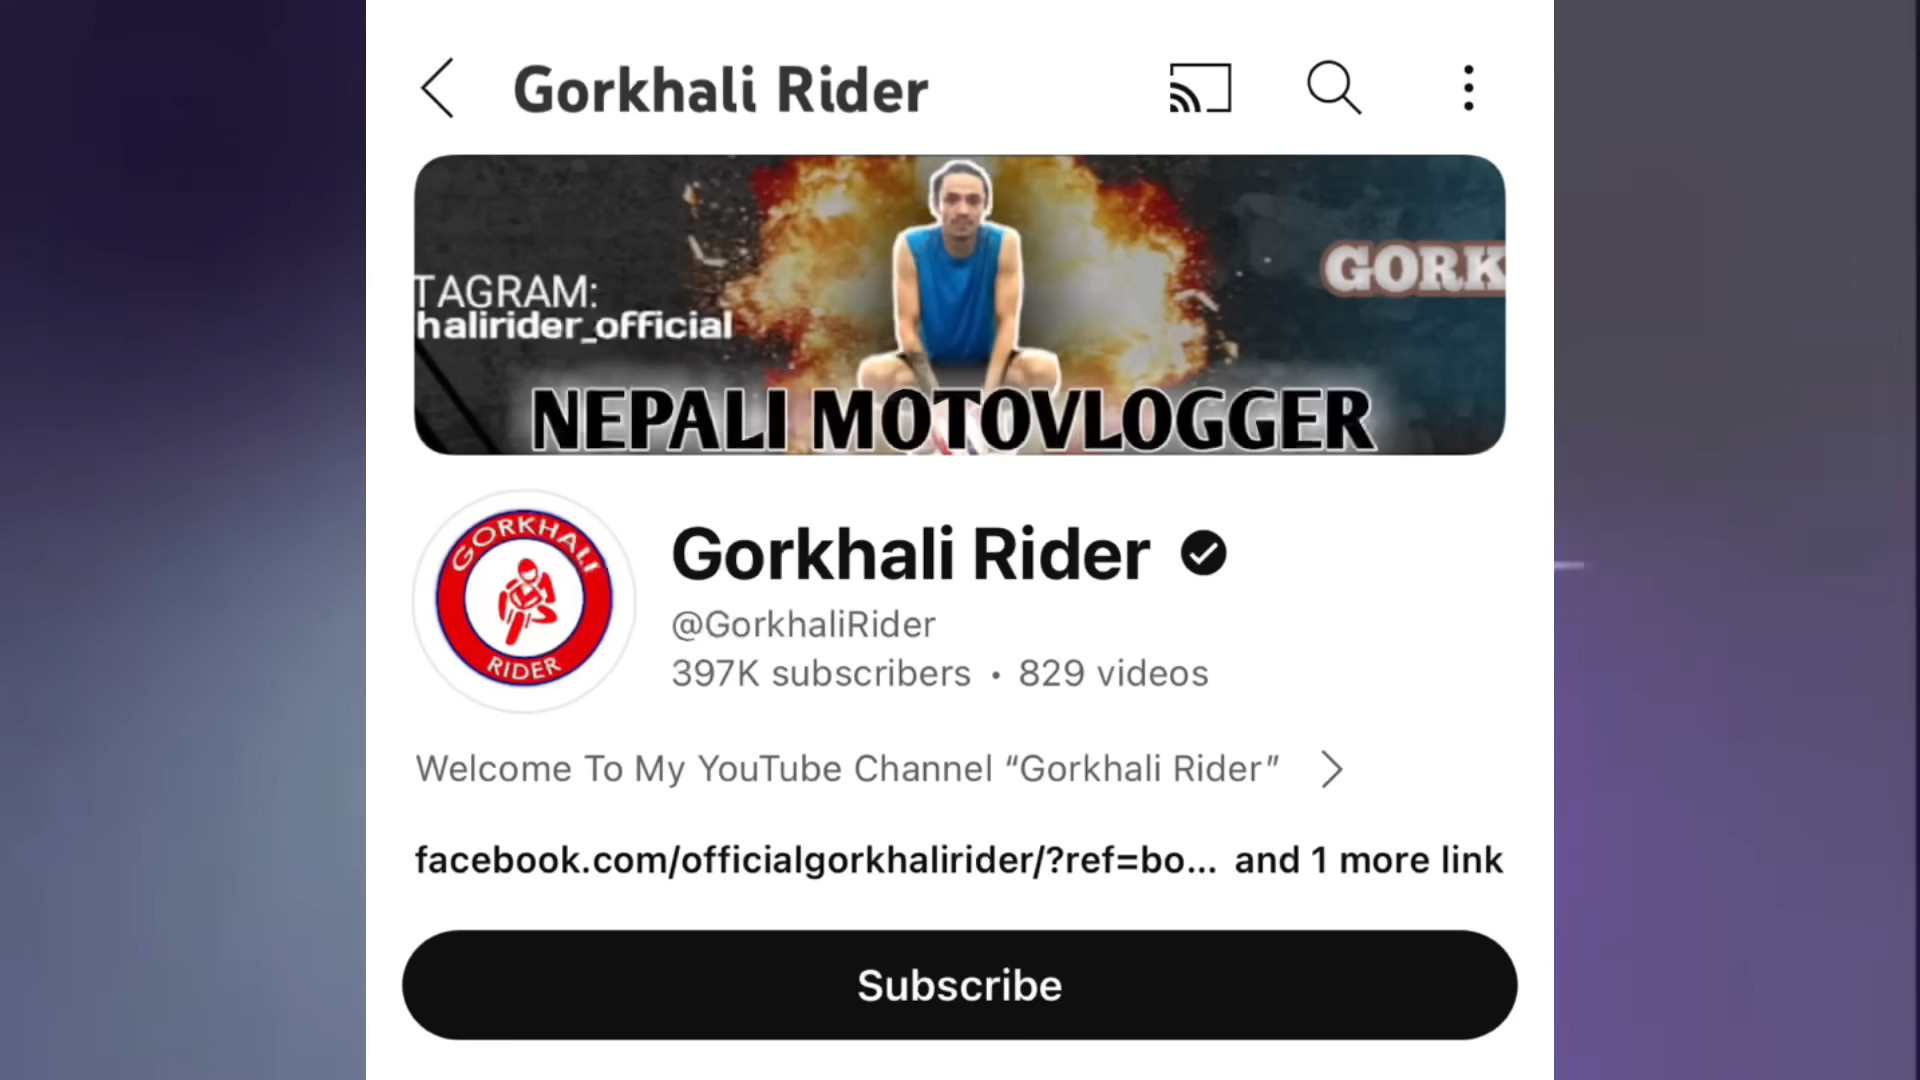 Gorkhali Rider
TAGRAM:
halirider_official
GORK
NEPALI MOTOVLOGGER
GORKHALI
RIDER
Gorkhali Rider
@GorkhaliRider
397K subscribers • 829 videos
Welcome To My YouTube Channel “Gorkhali Rider”
facebook.com/officialgorkhalirider/?ref=bo... and 1 more link
Subscribe